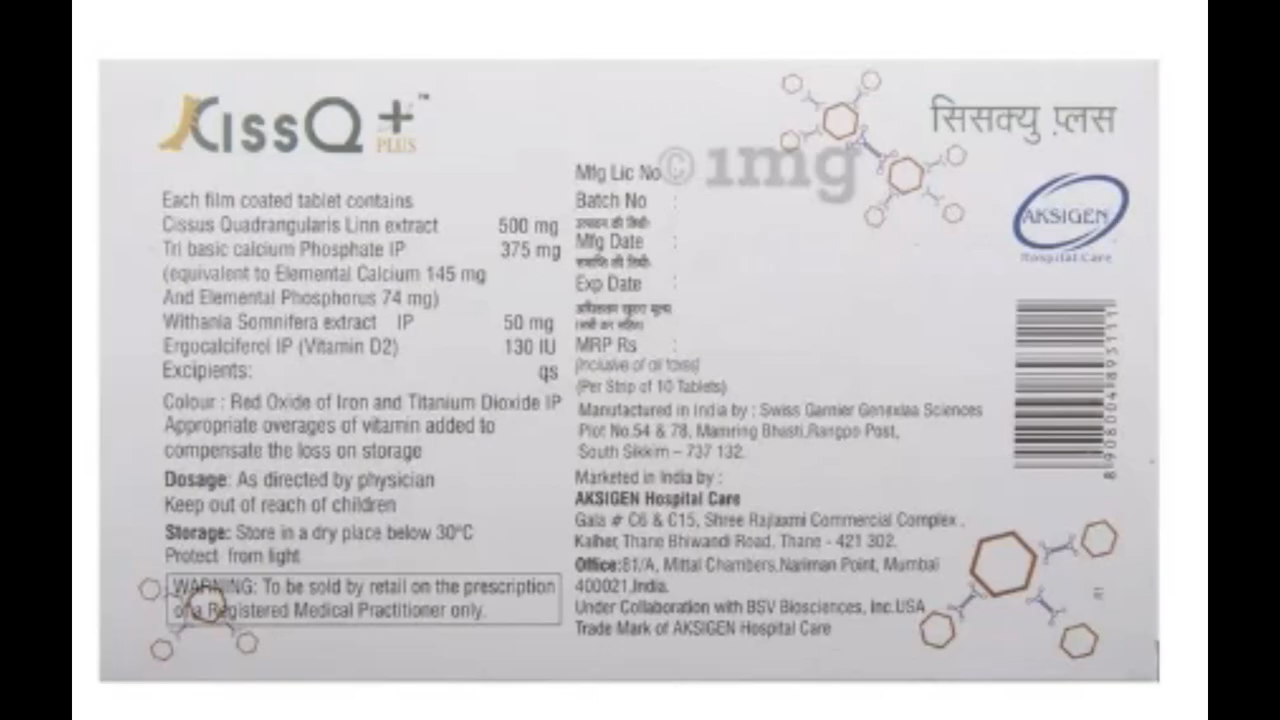 CissQ +™
PLUS
Each film coated tablet contains
Cissus Quadrangularis Linn extract 500 mg
Tri basic calcium Phosphate IP 375 mg
(equivalent to Elemental Calcium 145 mg
And Elemental Phosphorus 74 mg)
Withania Somnifera extract IP 50 mg
Ergocalciferol IP (Vitamin D2) 130 IU
Excipients: qs
Colour : Red Oxide of Iron and Titanium Dioxide IP
Appropriate overages of vitamin added to
compensate the loss on storage
Dosage: As directed by physician
Keep out of reach of children
Storage: Store in a dry place below 30°C
Protect from light
WARNING: To be sold by retail on the prescription
of a Registered Medical Practitioner only.
Mfg Lic No
© 1mg
Batch No :
Mfg Date :
Exp Date :
MRP Rs :
(Inclusive of all taxes)
(Per Strip of 10 Tablets)
Manufactured in India by : Swiss Garnier Genexiaa Sciences
Plot No.54 & 78, Mamring Bhasti,Rangpo Post,
South Sikkim – 737 132.
Marketed in India by :
AKSIGEN Hospital Care
Gala # C6 & C15, Shree Rajlaxmi Commercial Complex ,
Kalher, Thane Bhiwandi Road, Thane - 421 302.
Office:81/A, Mittal Chambers,Nariman Point, Mumbai
400021,India.
Under Collaboration with BSV Biosciences, Inc.USA
Trade Mark of AKSIGEN Hospital Care
सिसक्यु प्लस
AKSIGEN
Hospital Care
8908004893111